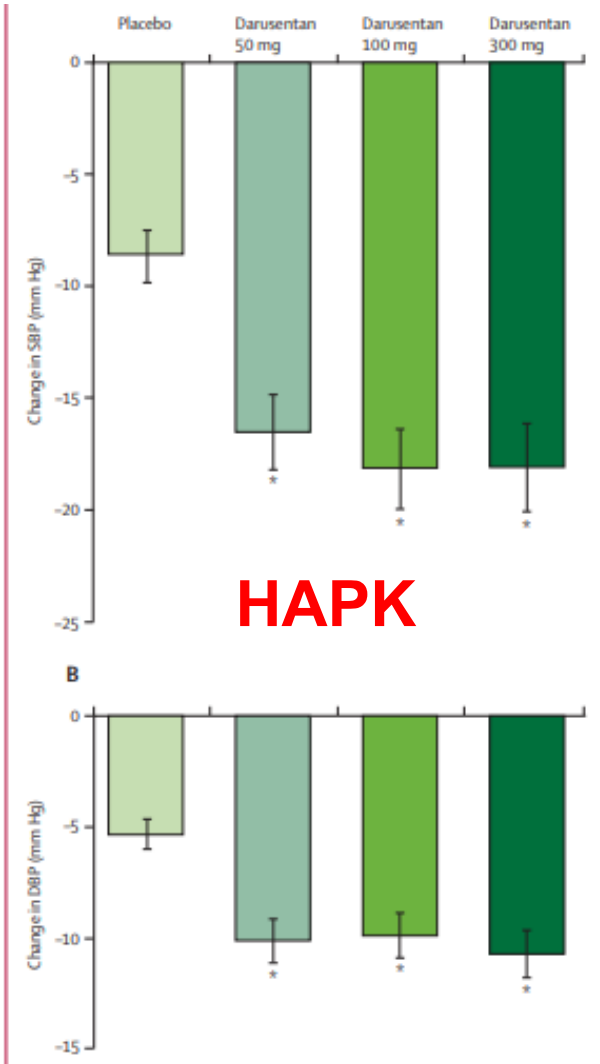 Placebo
Darusentan
50 mg
Darusentan
100 mg
Darusentan
300 mg
0
–5
–10
–15
–20
–25
Change in SBP (mm Hg)
*
*
*
HAPK
B
0
–5
–10
–15
Change in DBP (mm Hg)
*
*
*